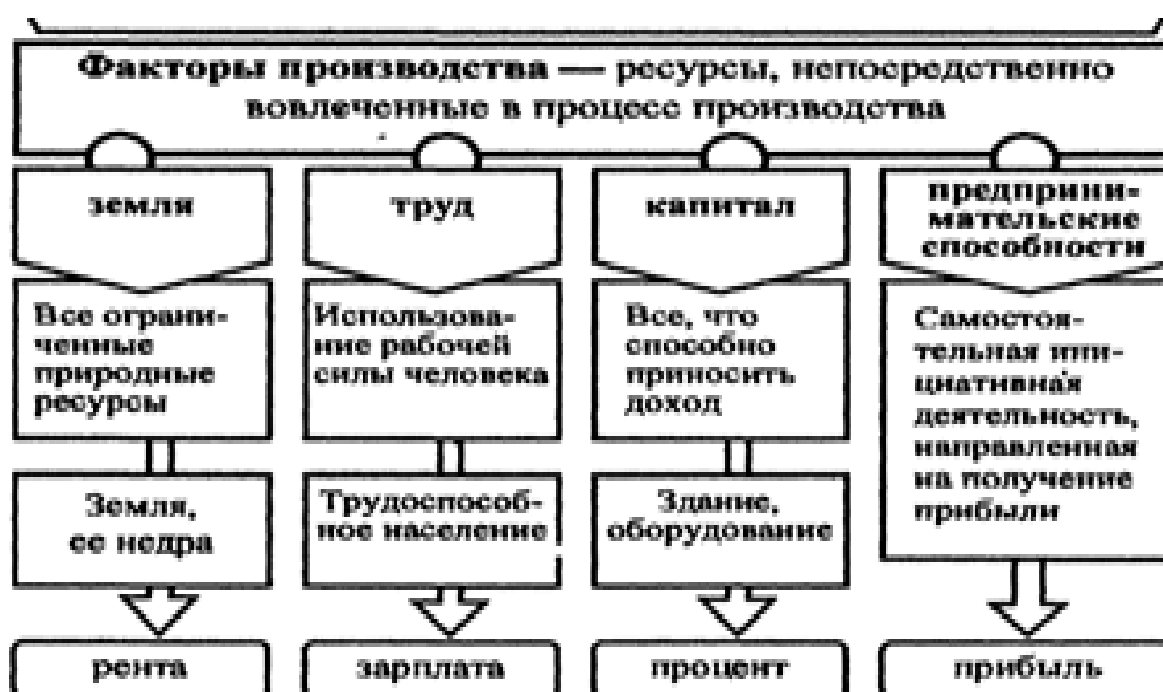 Факторы производства — ресурсы, непосредственно
вовлеченные в процесс производства
земля
труд
капитал
предприни-
мательские
способности
Все ограни-
ченные
природные
ресурсы
Использова-
ние рабочей
силы человека
Все, что
способно
приносить
доход
Самостоя-
тельная ини-
циативная
деятельность,
направленная
на получение
прибыли
Земля,
ее недра
Трудоспособ-
ное население
Здание,
оборудование
рента
зарплата
процент
прибыль